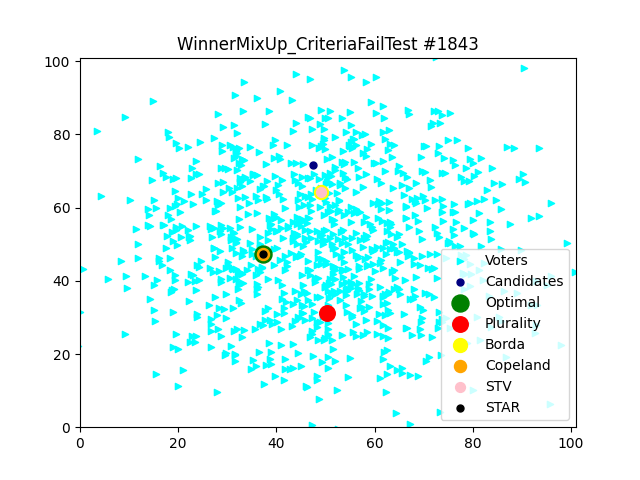 WinnerMixUp_CriteriaFailTest #1843
100
80
60
40
20
0
0
20
40
60
80
100
Voters
Candidates
Optimal
Plurality
Borda
Copeland
STV
STAR